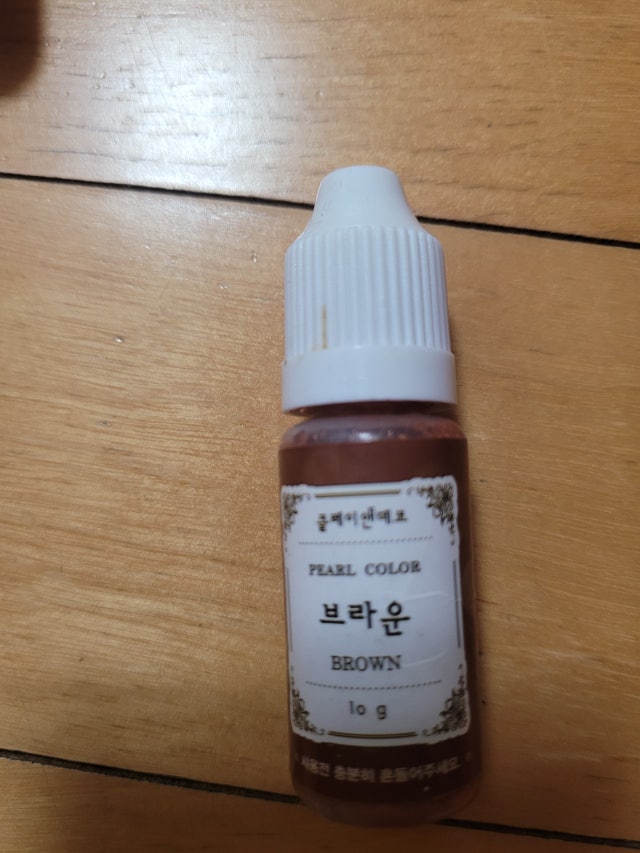 클레이앤데코
PEARL COLOR
브라운
BROWN
10 g
사용전 충분히 흔들어주세요.